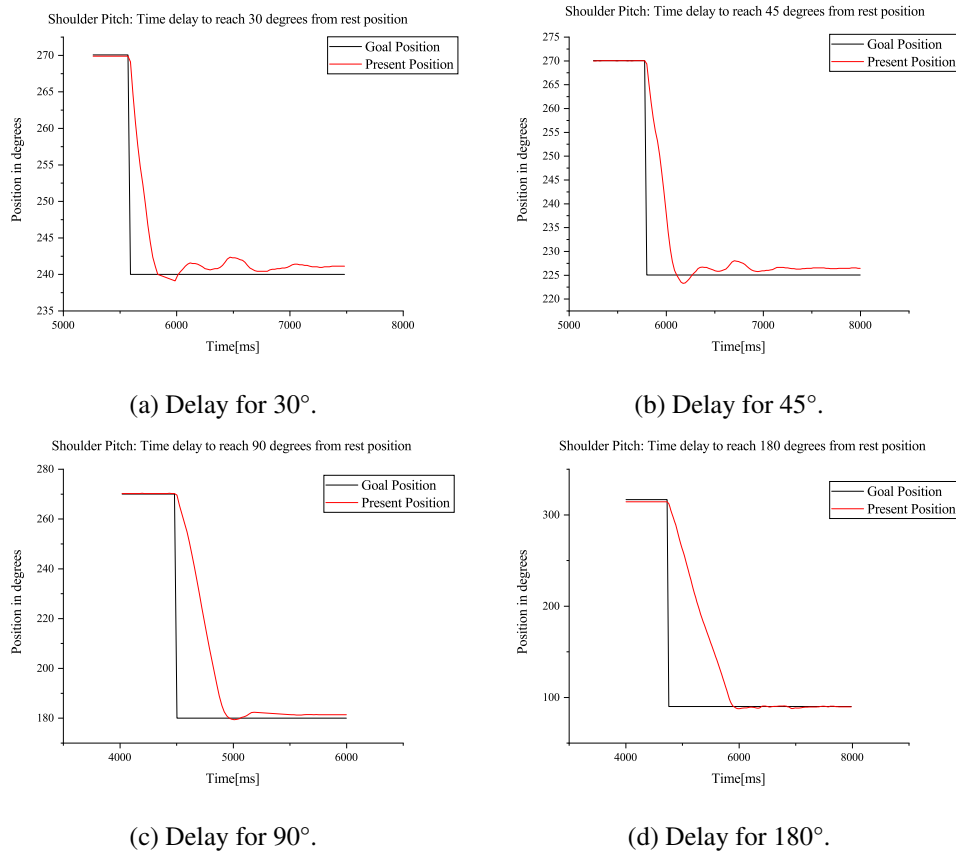 Shoulder Pitch: Time delay to reach 30 degrees from rest position
Goal Position
Present Position
270
265
260
255
250
245
240
235
Position in degrees
5000 6000 7000 8000
Time[ms]
(a) Delay for 30°.
Shoulder Pitch: Time delay to reach 45 degrees from rest position
Goal Position
Present Position
275
270
265
260
255
250
245
240
235
230
225
220
Position in degrees
5000 6000 7000 8000
Time[ms]
(b) Delay for 45°.
Shoulder Pitch: Time delay to reach 90 degrees from rest position
Goal Position
Present Position
280
260
240
220
200
180
Position in degrees
4000 5000 6000
Time[ms]
(c) Delay for 90°.
Shoulder Pitch: Time delay to reach 180 degrees from rest position
Goal Position
Present Position
300
200
100
Position in degrees
4000 6000 8000
Time[ms]
(d) Delay for 180°.